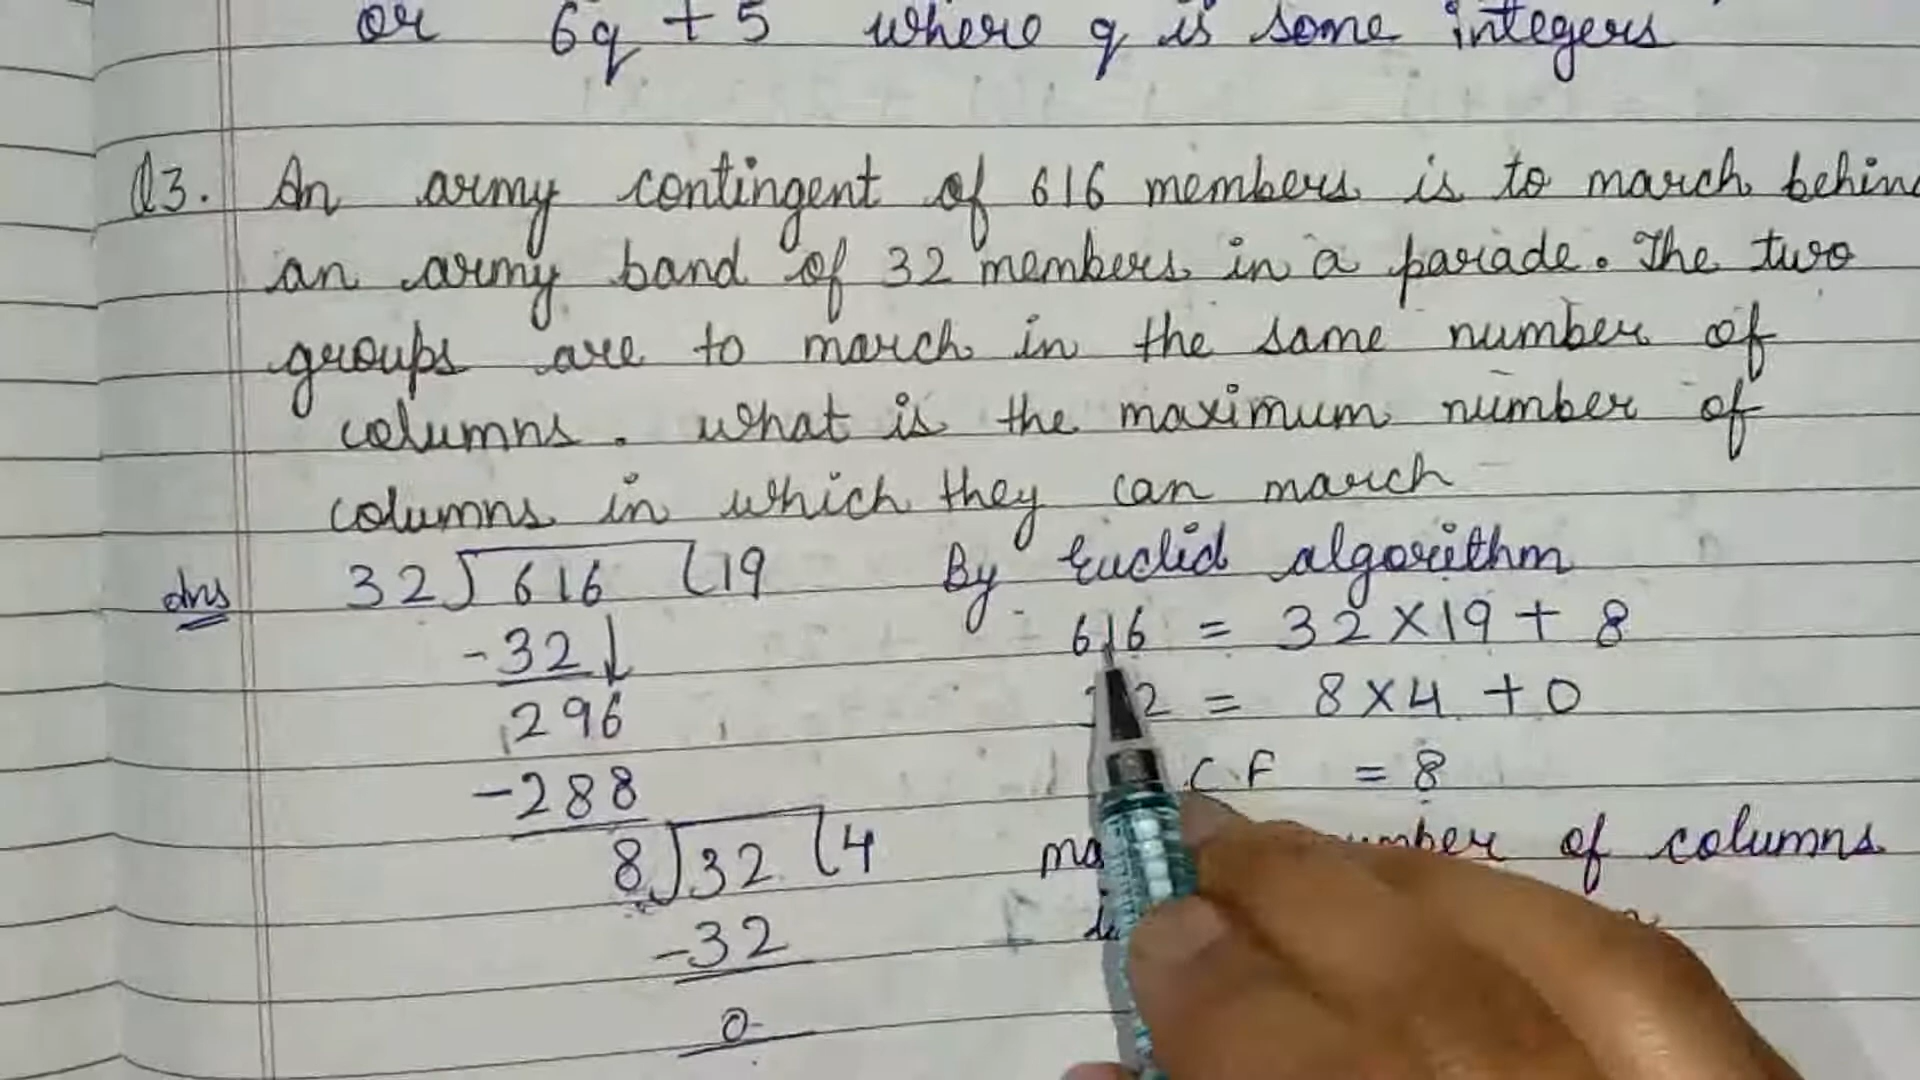 or 6q + 5 where q is some integers
Q3. An army contingent of 616 members is to march behind
an army band of 32 members in a parade. The two
groups are to march in the same number of
columns. what is the maximum number of
columns in which they can march
Ans 32 616 19 By Euclid algorithm
-32 616 = 32 × 19 + 8
296 = 8 × 4 + 0
-288 C F = 8
8 32 4 of columns
-32
0